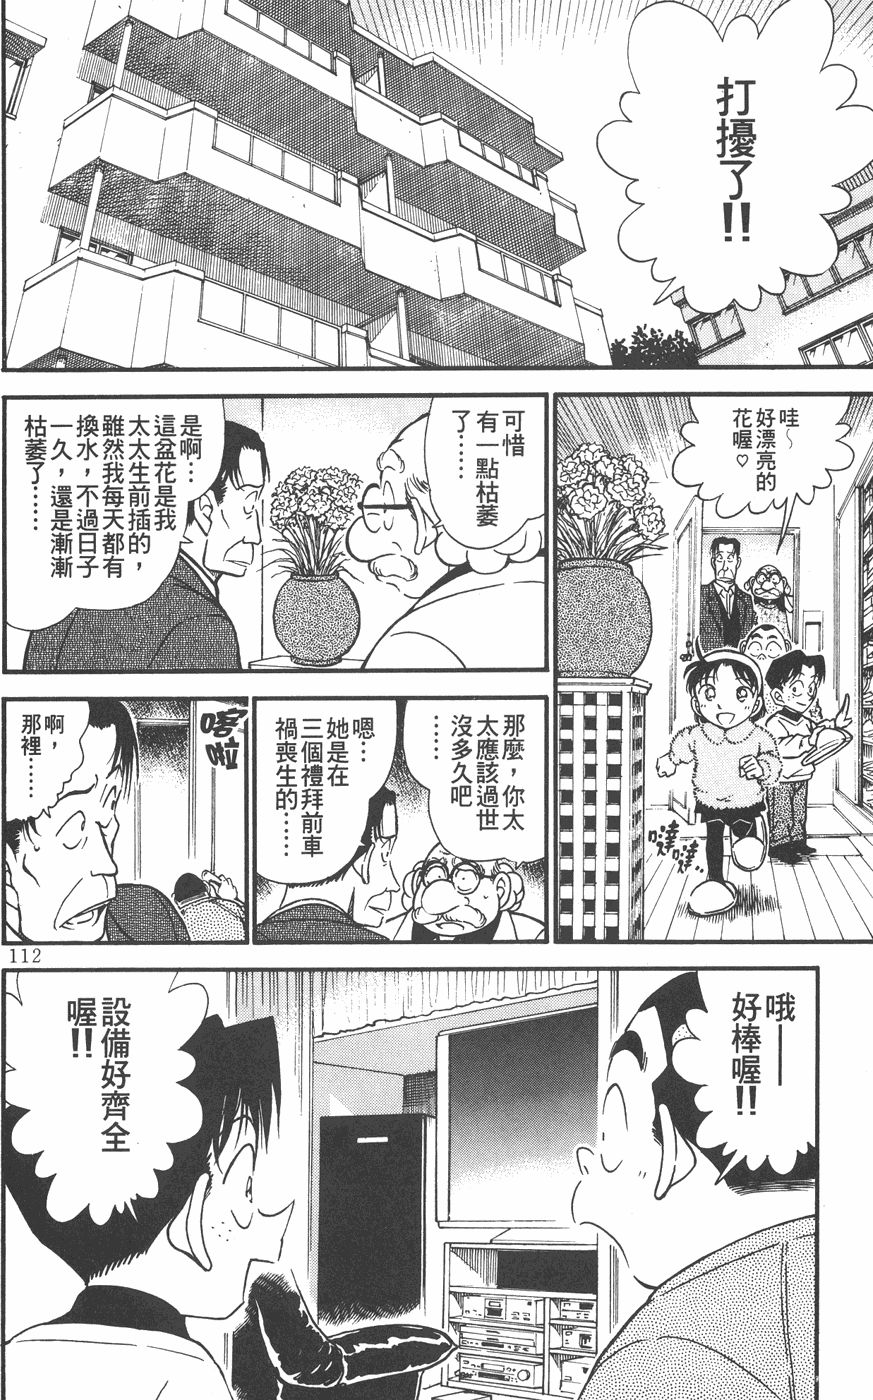 打擾了!!
哇~
好漂亮的
花喔♡
噠噠‥
可惜
有一點枯萎
了……
是啊…
這盆花是我
太太生前插的，
雖然我每天都有
換水，不過日子
一久，還是漸漸
枯萎了……
那麼，你太
太應該過世
沒多久吧
嗯…
她是在
三個禮拜前車
禍喪生的……
喀啦
啊，
那裡……
112
哦—
好棒喔!!
設備好齊全
喔!!